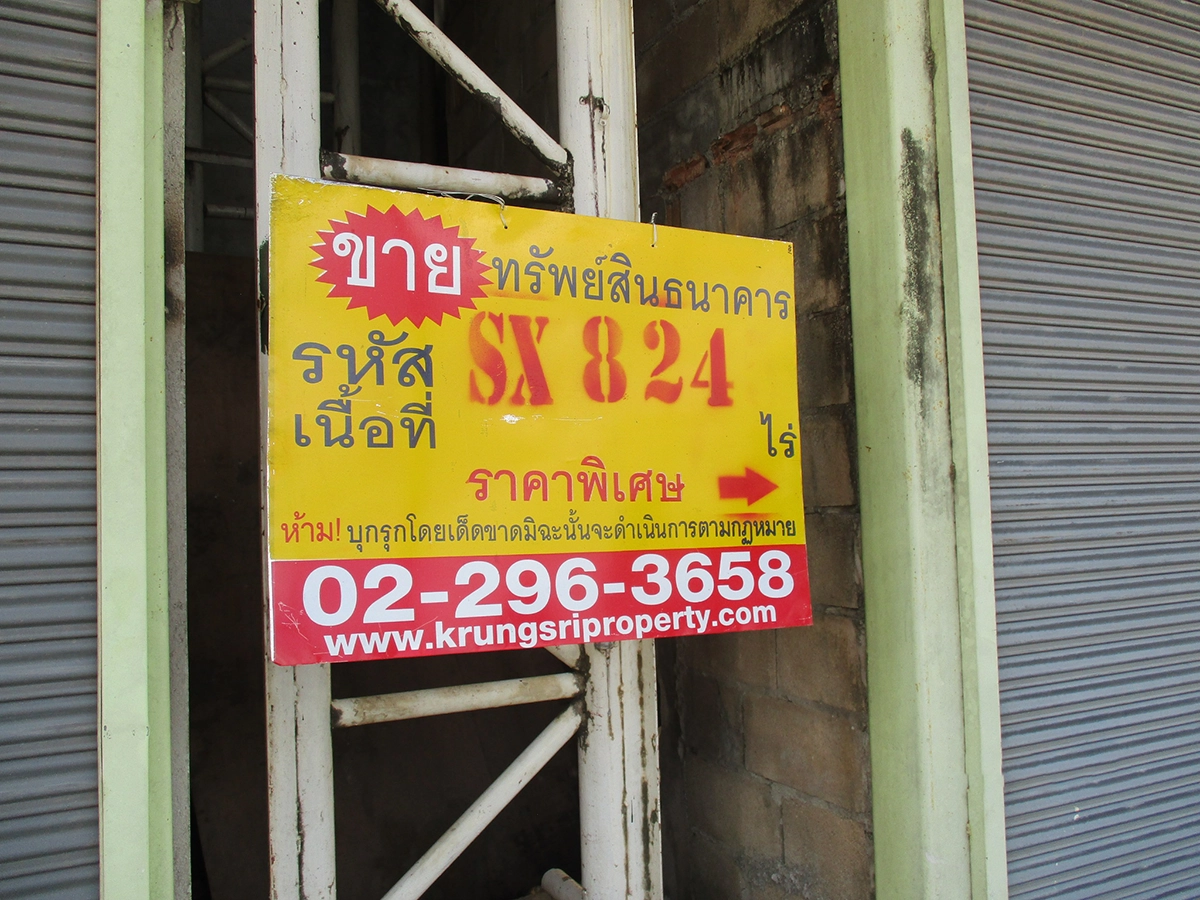 ขาย ทรัพย์สินธนาคาร
รหัส SX 824
เนื้อที่ ไร่
ราคาพิเศษ
ห้าม! บุกรุกโดยเด็ดขาดมิฉะนั้นจะดำเนินการตามกฎหมาย
02-296-3658
www.krungsriproperty.com